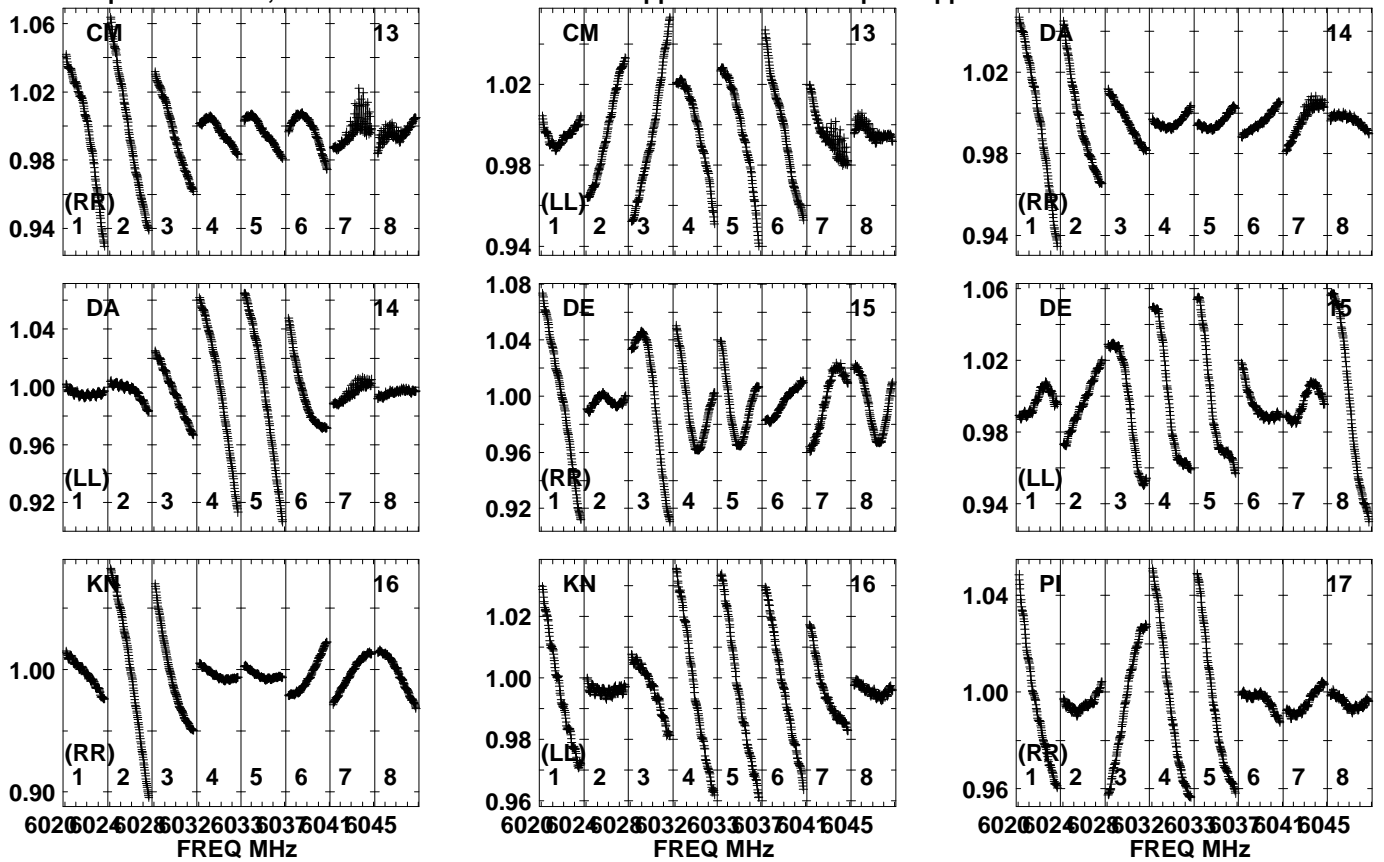 CM 13
1.06
1.02
0.98
0.94
(RR)
1 2 3 4 5 6 7 8
CM 13
1.02
0.98
0.94
(LL)
1 2 3 4 5 6 7 8
DA 14
1.02
0.98
0.94
(RR)
1 2 3 4 5 6 7 8
DA 14
1.04
1.00
0.96
0.92
(LL)
1 2 3 4 5 6 7 8
DE 15
1.08
1.04
1.00
0.96
0.92
(RR)
1 2 3 4 5 6 7 8
DE 15
1.06
1.02
0.98
0.94
(LL)
1 2 3 4 5 6 7 8
KN 16
1.00
0.90
(RR)
1 2 3 4 5 6 7 8
KN 16
1.02
1.00
0.98
0.96
(LL)
1 2 3 4 5 6 7 8
PI 17
1.04
1.00
0.96
(RR)
1 2 3 4 5 6 7 8
6020 6024 6028 6032 6033 6037 6041 6045
FREQ MHz
6020 6024 6028 6032 6033 6037 6041 6045
FREQ MHz
6020 6024 6028 6032 6033 6037 6041 6045
FREQ MHz